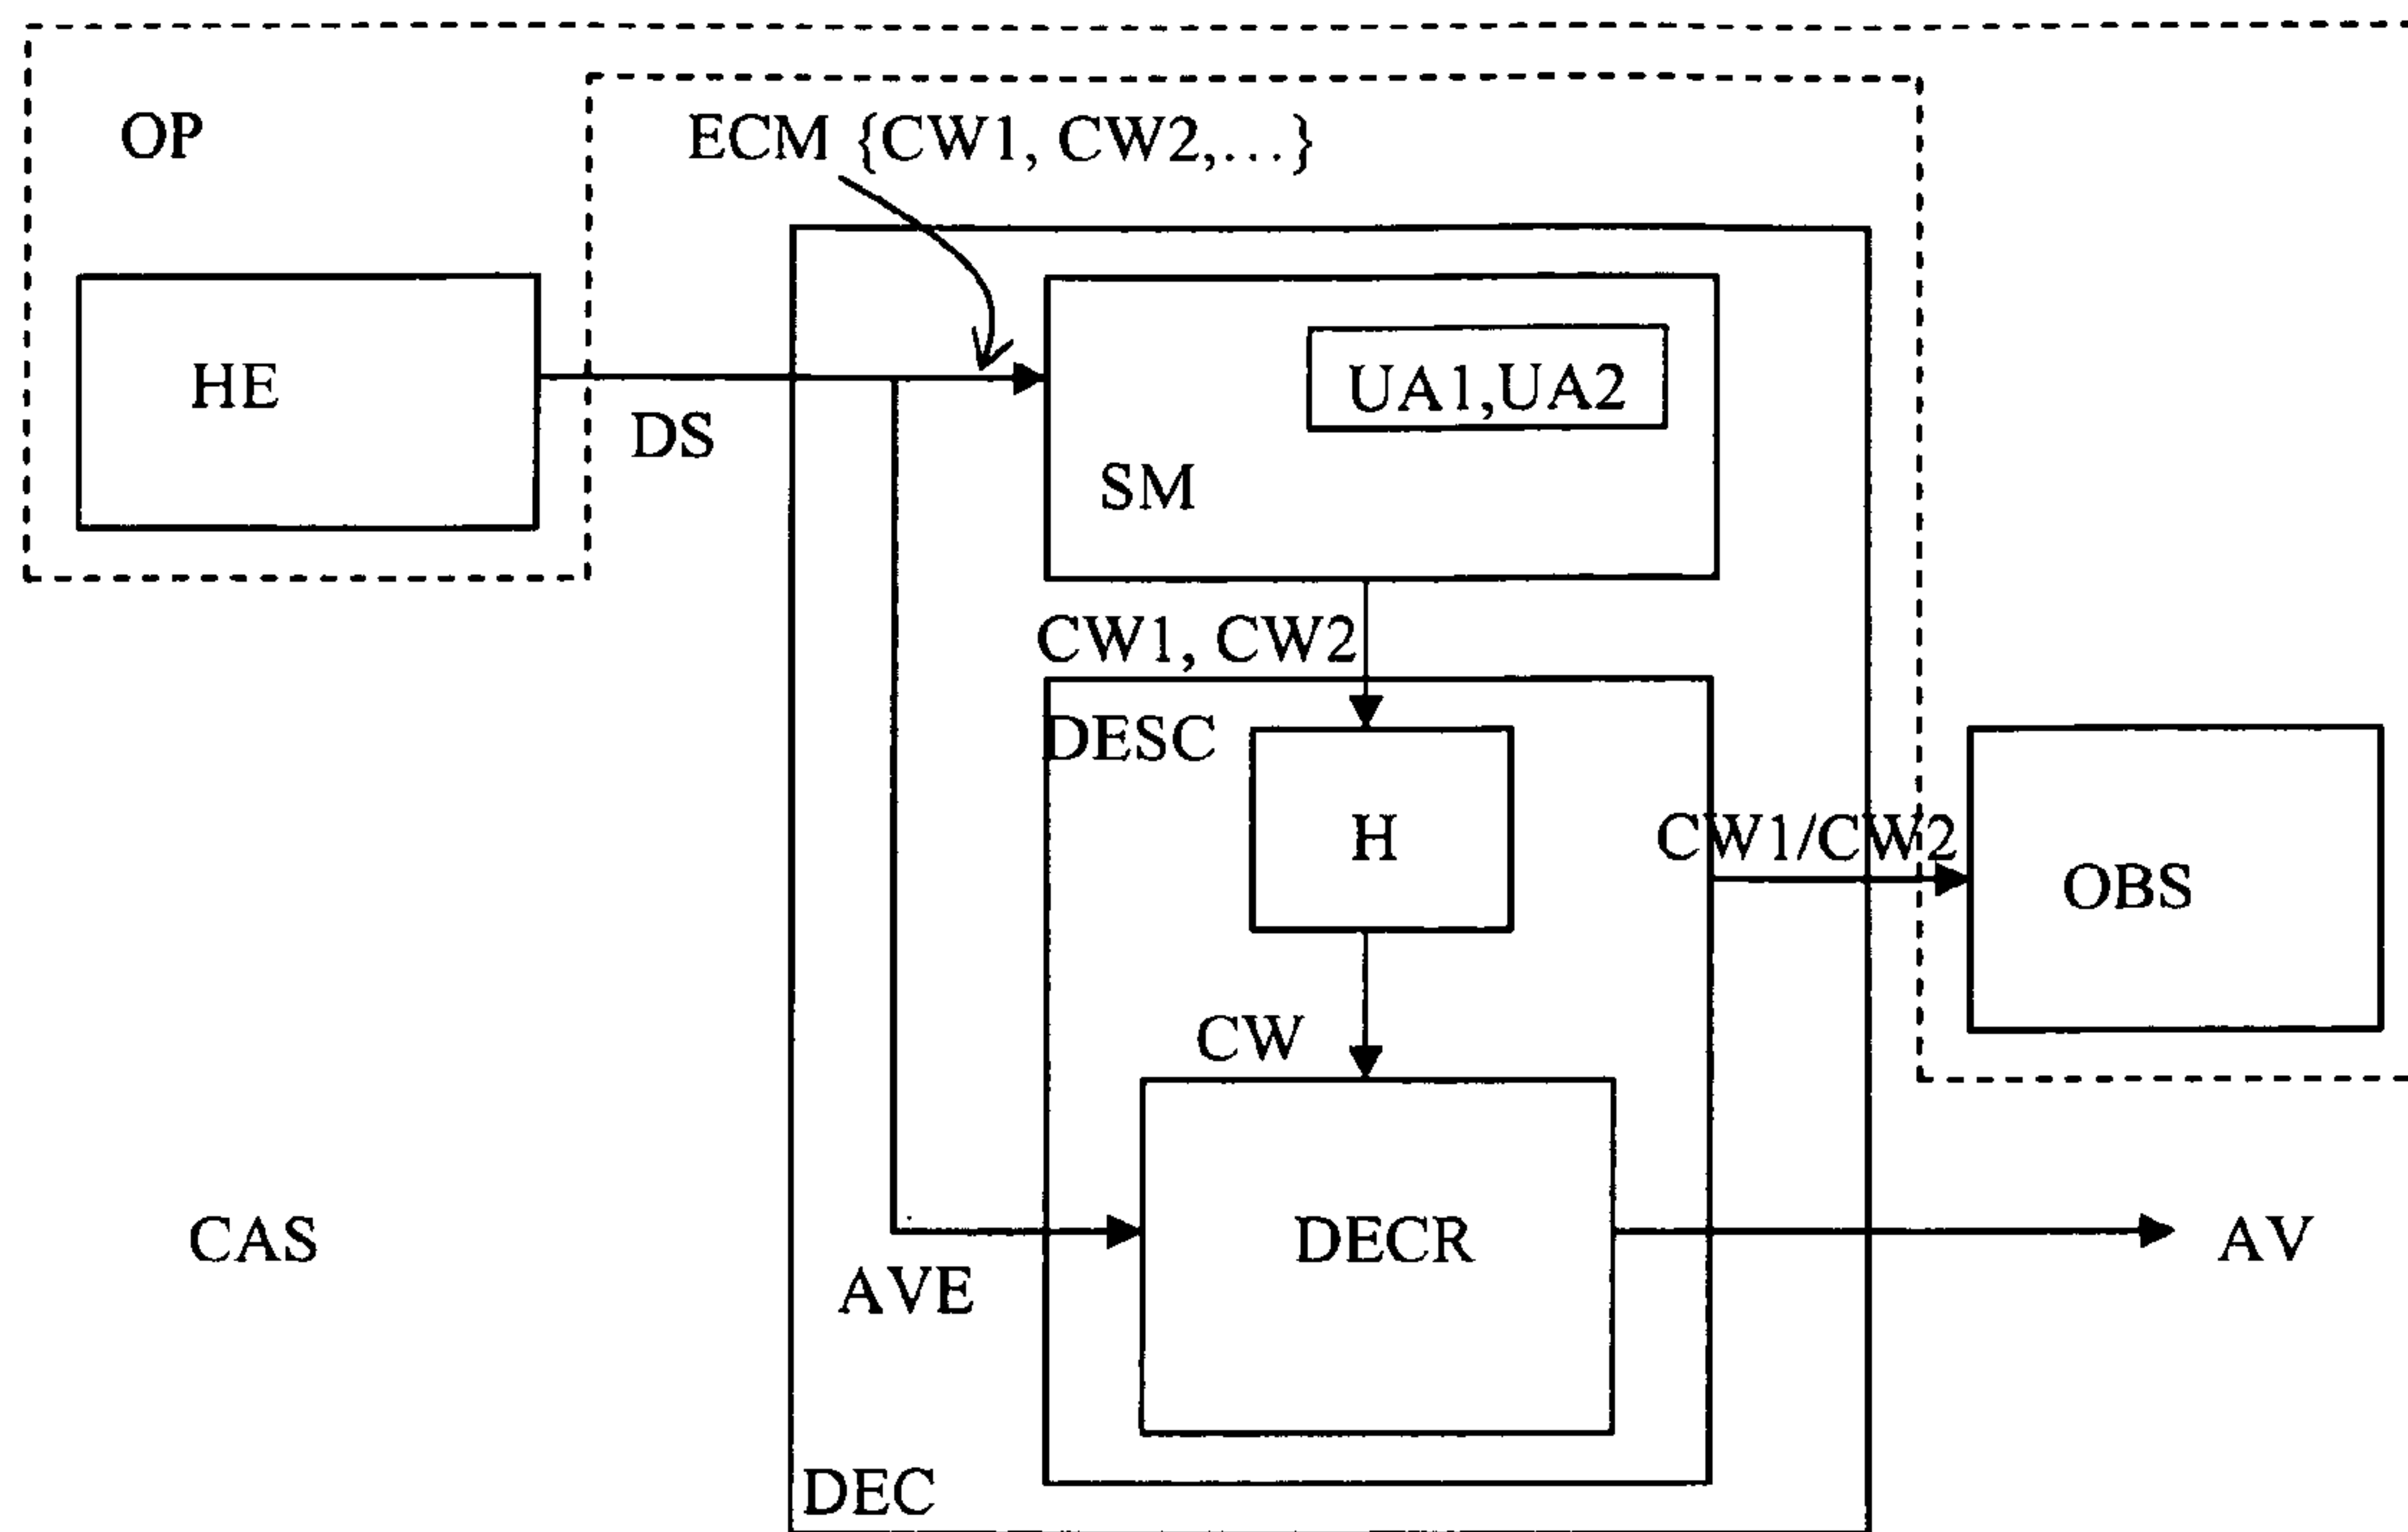 OP
ECM {CW1, CW2,...}
HE
DS
UA1,UA2
SM
CW1, CW2
DESC
H
CW1/CW2
OBS
CW
DECR
CAS
AV
AVE
DEC